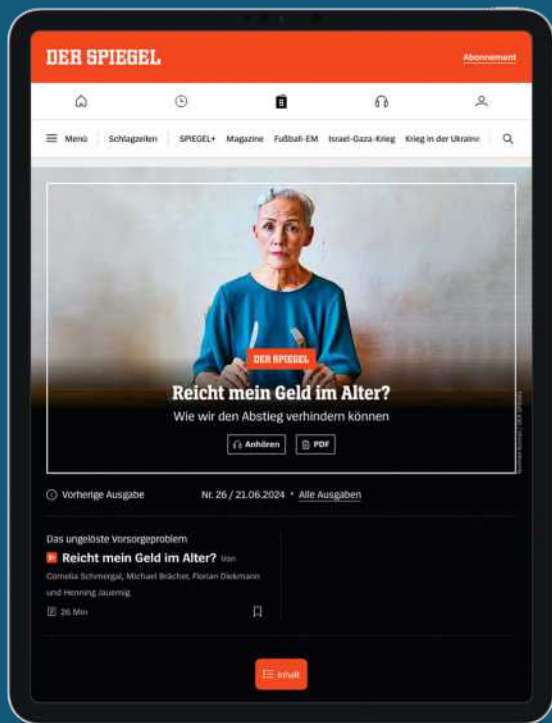 DER SPIEGEL
Abonnement
Menü Schlagzeilen SPIEGEL+ Magazine Fußball-EM Israel-Gaza-Krieg Krieg in der Ukraine
DER SPIEGEL
Reicht mein Geld im Alter?
Wie wir den Abstieg verhindern können
Anhören PDF
Vorherige Ausgabe Nr. 26 / 21.06.2024 • Alle Ausgaben
Das ungelöste Vorsorgeproblem
Reicht mein Geld im Alter? Von
Cornelia Schmergal, Michael Brächer, Florian Diekmann
und Henning Jauernig
26 Min
Inhalt